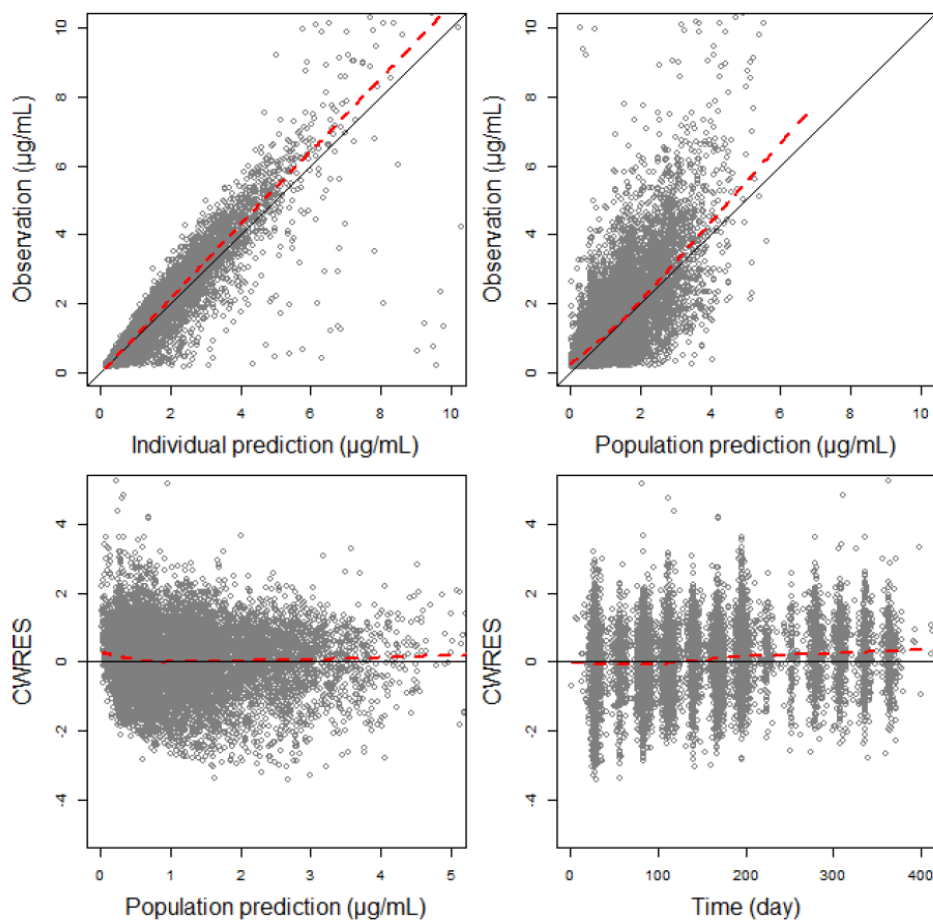 Observation (µg/mL)
0 2 4 6 8 10
0 2 4 6 8 10
Individual prediction (µg/mL)
Observation (µg/mL)
0 2 4 6 8 10
0 2 4 6 8 10
Population prediction (µg/mL)
CWRES
-4 -2 0 2 4
0 1 2 3 4 5
Population prediction (µg/mL)
CWRES
-4 -2 0 2 4
0 100 200 300 400
Time (day)